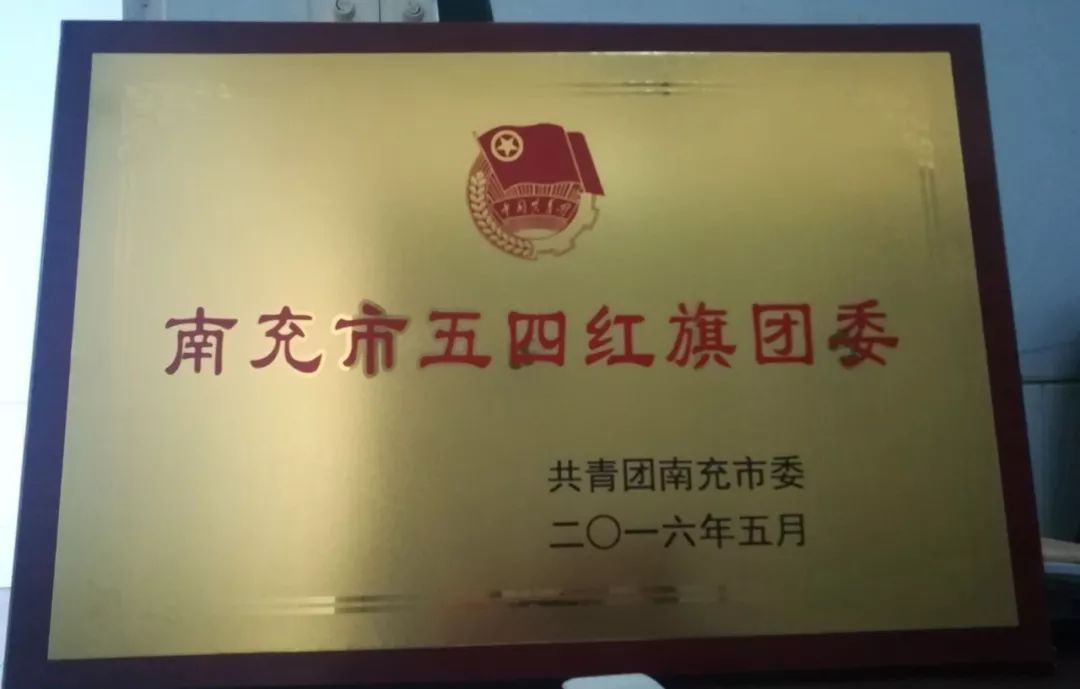 中国共青团
南充市五四红旗团委
共青团南充市委
二〇一六年五月